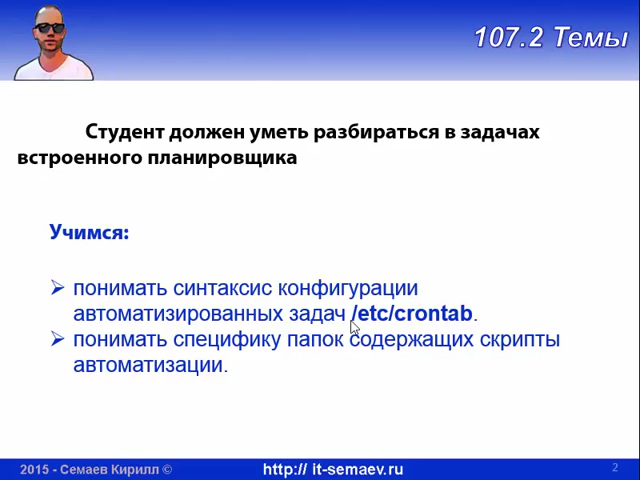 107.2 Темы
Студент должен уметь разбираться в задачах
встроенного планировщика
Учимся:
понимать синтаксис конфигурации
автоматизированных задач /etc/crontab.
понимать специфику папок содержащих скрипты
автоматизации.
2015 - Семаев Кирилл © http:// it-semaev.ru 2